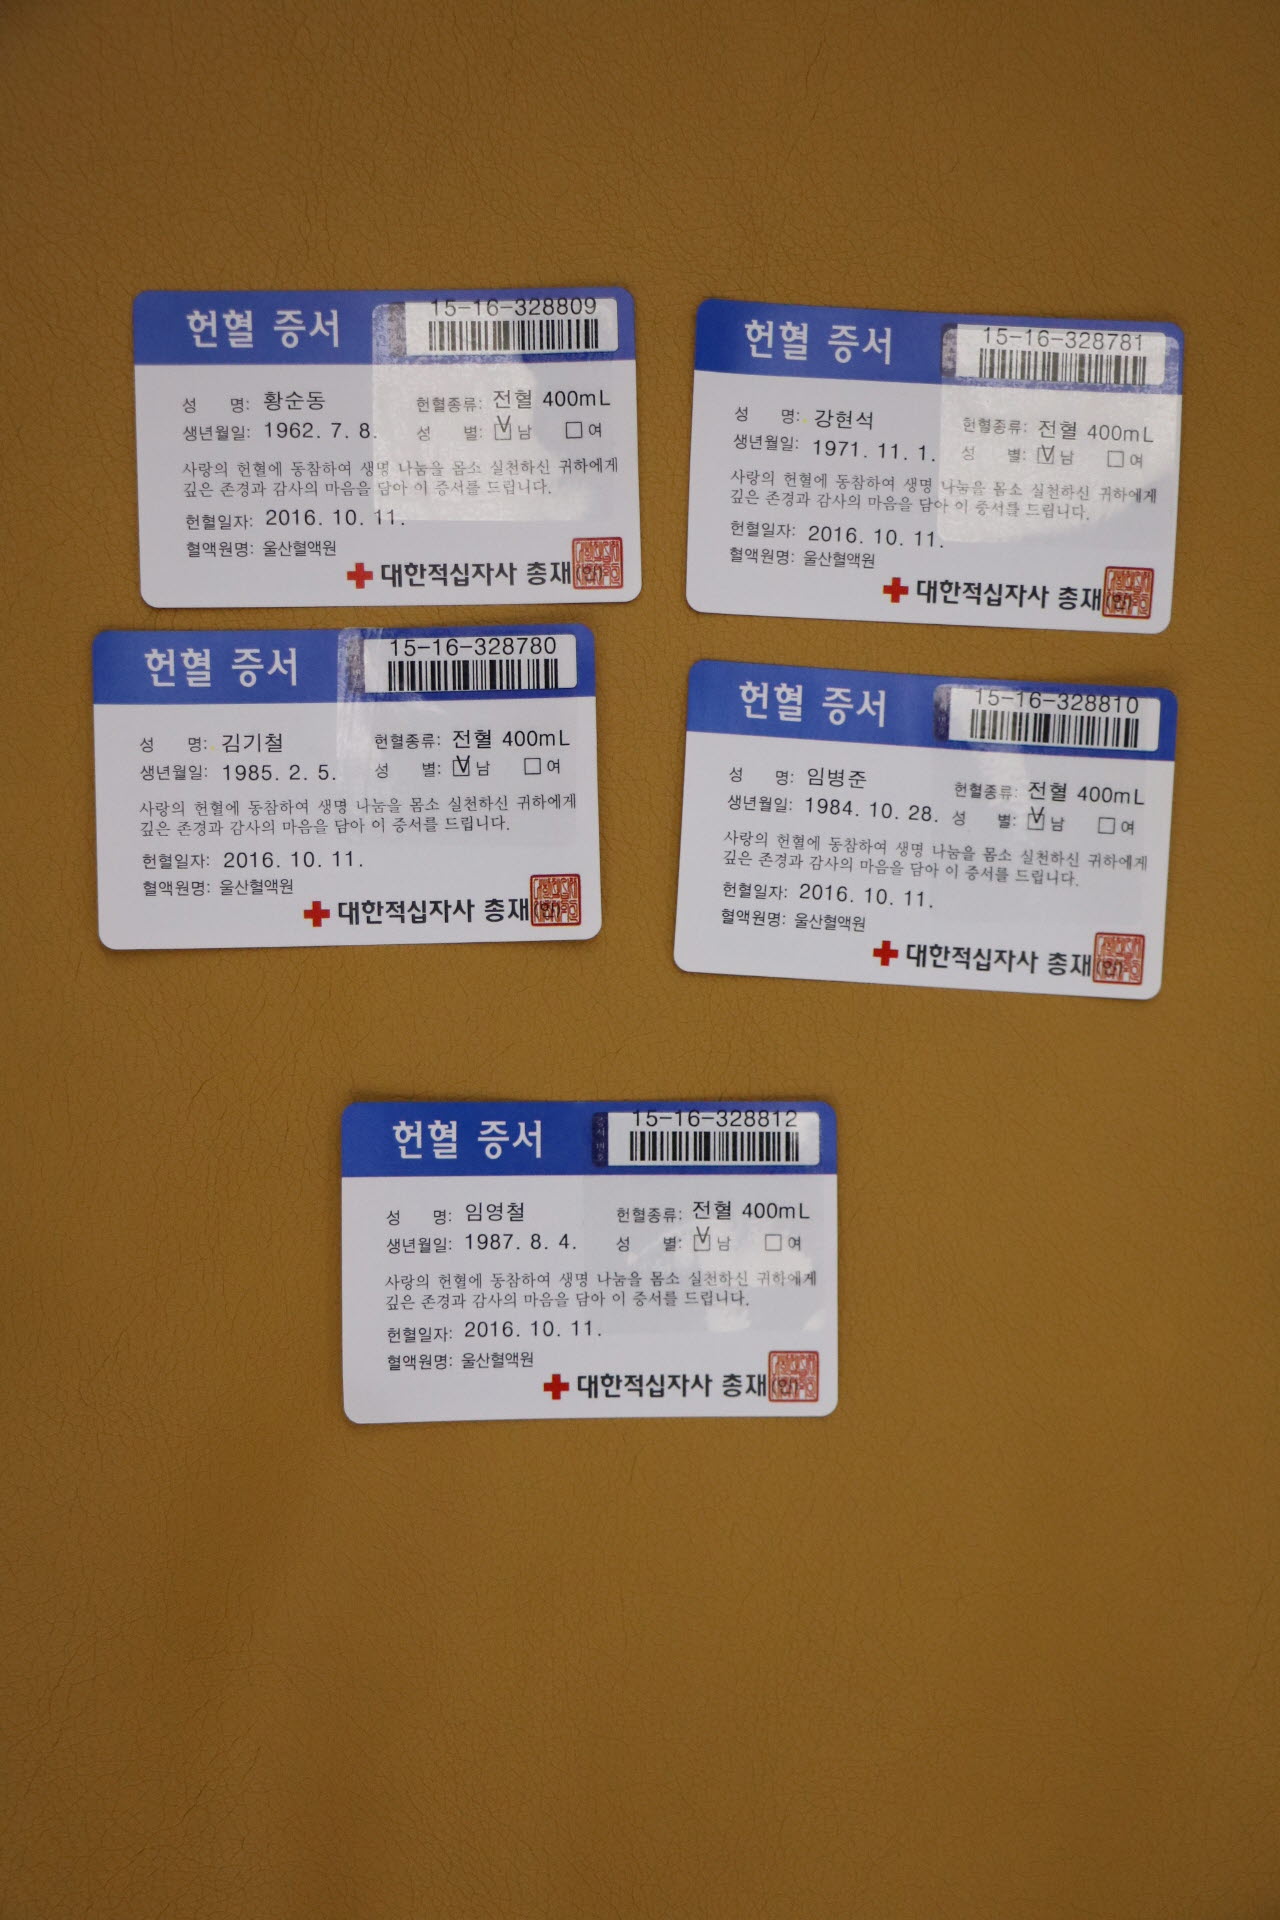 헌혈 증서
15-16-328809
성 명: 황순동
헌혈종류: 전혈 400mL
생년월일: 1962. 7. 8.
성 별: V 남 □ 여
사랑의 헌혈에 동참하여 생명 나눔을 몸소 실천하신 귀하에게
깊은 존경과 감사의 마음을 담아 이 증서를 드립니다.
헌혈일자: 2016. 10. 11.
혈액원명: 울산혈액원
대한적십자사 총재 (인)
헌혈 증서
15-16-328781
성 명: 강현석
헌혈종류: 전혈 400mL
생년월일: 1971. 11. 1.
성 별: V 남 □ 여
사랑의 헌혈에 동참하여 생명 나눔을 몸소 실천하신 귀하에게
깊은 존경과 감사의 마음을 담아 이 증서를 드립니다.
헌혈일자: 2016. 10. 11.
혈액원명: 울산혈액원
대한적십자사 총재 (인)
헌혈 증서
15-16-328780
성 명: 김기철
헌혈종류: 전혈 400mL
생년월일: 1985. 2. 5.
성 별: V 남 □ 여
사랑의 헌혈에 동참하여 생명 나눔을 몸소 실천하신 귀하에게
깊은 존경과 감사의 마음을 담아 이 증서를 드립니다.
헌혈일자: 2016. 10. 11.
혈액원명: 울산혈액원
대한적십자사 총재 (인)
헌혈 증서
15-16-328810
성 명: 임병준
헌혈종류: 전혈 400mL
생년월일: 1984. 10. 28.
성 별: V 남 □ 여
사랑의 헌혈에 동참하여 생명 나눔을 몸소 실천하신 귀하에게
깊은 존경과 감사의 마음을 담아 이 증서를 드립니다.
헌혈일자: 2016. 10. 11.
혈액원명: 울산혈액원
대한적십자사 총재 (인)
헌혈 증서
증서번호
15-16-328812
성 명: 임영철
헌혈종류: 전혈 400mL
생년월일: 1987. 8. 4.
성 별: V 남 □ 여
사랑의 헌혈에 동참하여 생명 나눔을 몸소 실천하신 귀하에게
깊은 존경과 감사의 마음을 담아 이 증서를 드립니다.
헌혈일자: 2016. 10. 11.
혈액원명: 울산혈액원
대한적십자사 총재 (인)